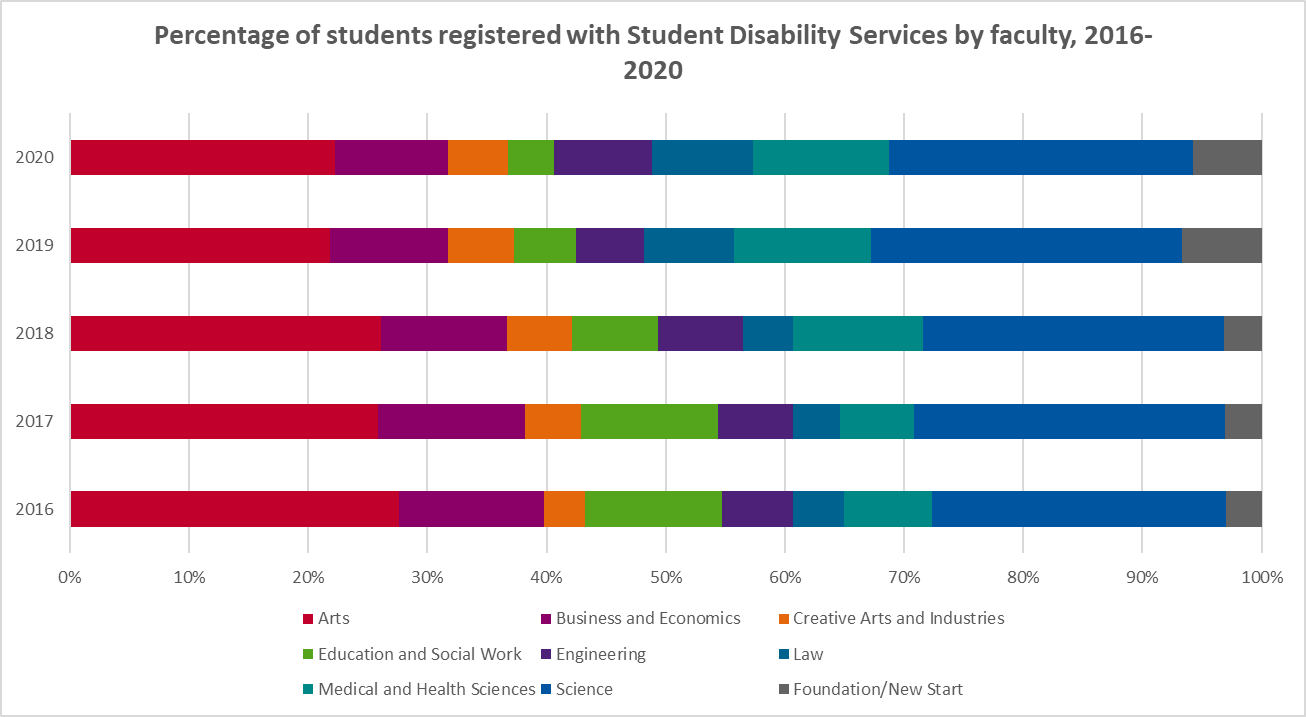 Percentage of students registered with Student Disability Services by faculty, 2016-
2020
2020
2019
2018
2017
2016
0% 10% 20% 30% 40% 50% 60% 70% 80% 90% 100%
Arts Business and Economics Creative Arts and Industries
Education and Social Work Engineering Law
Medical and Health Sciences Science Foundation/New Start